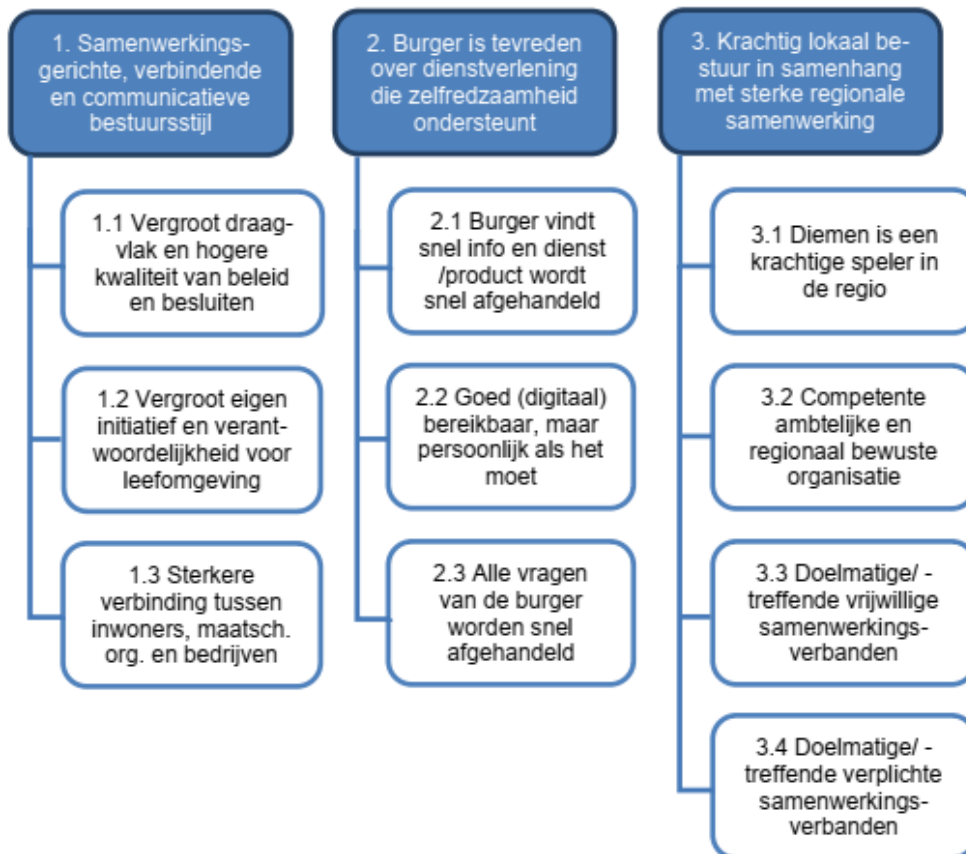 1. Samenwerkings-
gerichte, verbindende
en communicatieve
bestuursstijl
1.1 Vergroot draag-
vlak en hogere
kwaliteit van beleid
en besluiten
1.2 Vergroot eigen
initiatief en verant-
woordelijkheid voor
leefomgeving
1.3 Sterkere
verbinding tussen
inwoners, maatsch.
org. en bedrijven
2. Burger is tevreden
over dienstverlening
die zelfredzaamheid
ondersteunt
2.1 Burger vindt
snel info en dienst
/product wordt
snel afgehandeld
2.2 Goed (digitaal)
bereikbaar, maar
persoonlijk als het
moet
2.3 Alle vragen
van de burger
worden snel
afgehandeld
3. Krachtig lokaal be-
stuur in samenhang
met sterke regionale
samenwerking
3.1 Diemen is een
krachtige speler in
de regio
3.2 Competente
ambtelijke en
regionaal bewuste
organisatie
3.3 Doelmatige/ -
treffende vrijwillige
samenwerkings-
verbanden
3.4 Doelmatige/ -
treffende verplichte
samenwerkings-
verbanden